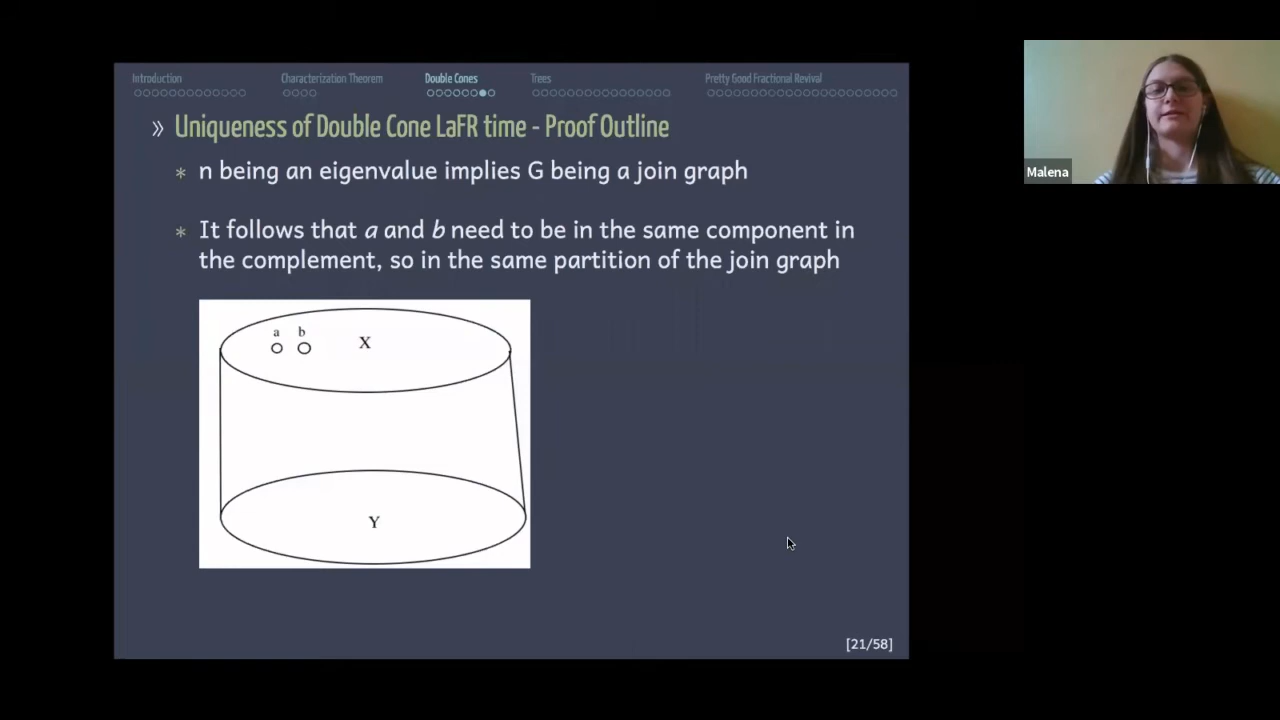 Introduction Characterization Theorem Double Cones Trees Pretty Good Fractional Revival
» Uniqueness of Double Cone LaFR time - Proof Outline
* n being an eigenvalue implies G being a join graph
* It follows that a and b need to be in the same component in
the complement, so in the same partition of the join graph
a b
X
Y
[21/58]
Malena